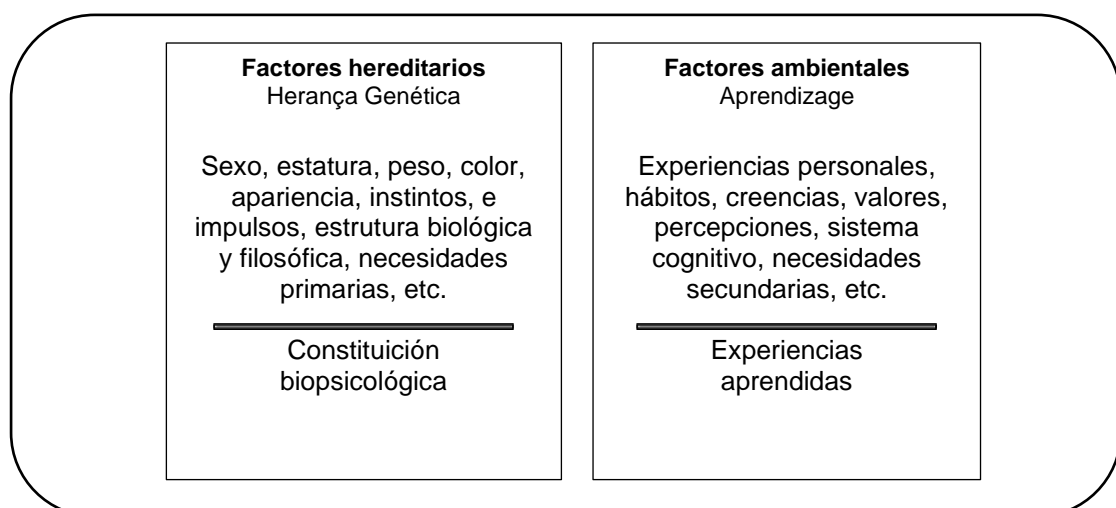 Factores hereditarios
Herança Genética
Sexo, estatura, peso, color,
apariencia, instintos, e
impulsos, estrutura biológica
y filosófica, necesidades
primarias, etc.
Constituición
biopsicológica
Factores ambientales
Aprendizage
Experiencias personales,
hábitos, creencias, valores,
percepciones, sistema
cognitivo, necesidades
secundarias, etc.
Experiencias
aprendidas